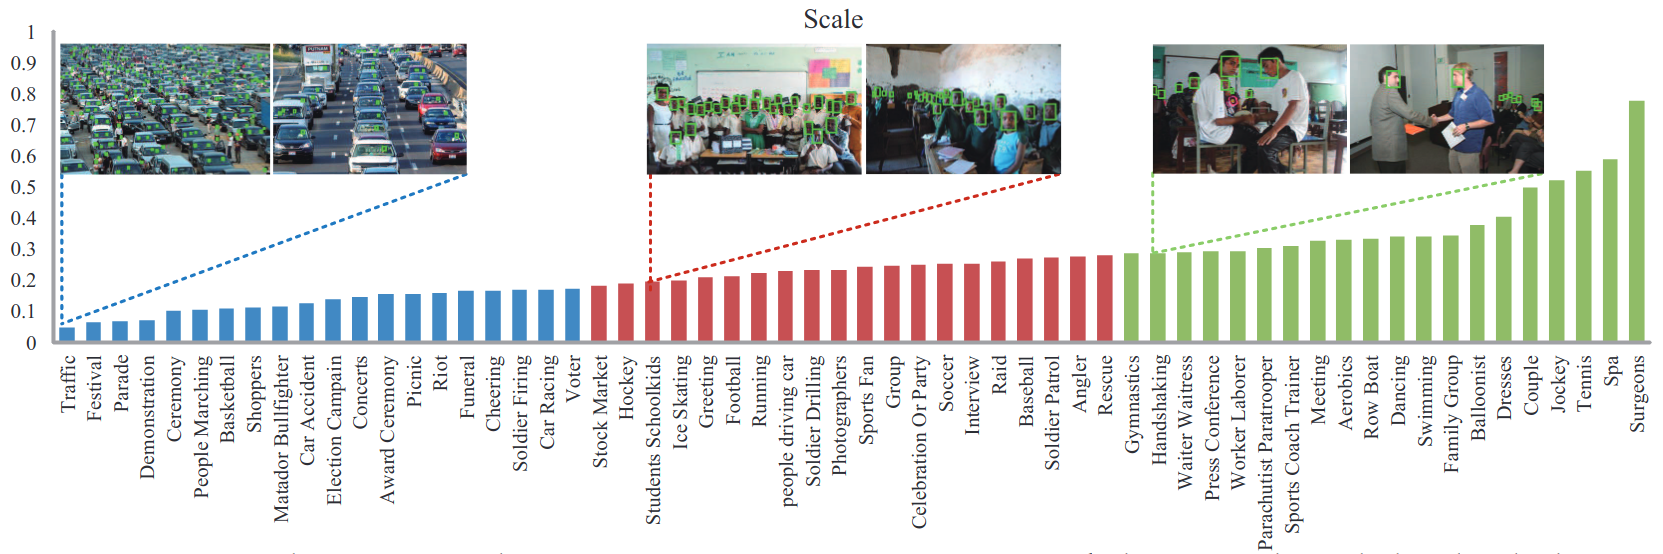 Scale
1
0.9
0.8
0.7
0.6
0.5
0.4
0.3
0.2
0.1
0
Traffic
Festival
Parade
Demonstration
Ceremony
People Marching
Basketball
Shoppers
Matador Bullfighter
Car Accident
Election Campain
Concerts
Award Ceremony
Picnic
Riot
Funeral
Cheering
Soldier Firing
Car Racing
Voter
Stock Market
Hockey
Students Schoolkids
Ice Skating
Greeting
Football
Running
people driving car
Soldier Drilling
Photographers
Sports Fan
Group
Celebration Or Party
Soccer
Interview
Raid
Baseball
Soldier Patrol
Angler
Rescue
Gymnastics
Handshaking
Waiter Waitress
Press Conference
Worker Laborer
Parachutist Paratrooper
Sports Coach Trainer
Meeting
Aerobics
Row Boat
Dancing
Swimming
Family Group
Balloonist
Dresses
Couple
Jockey
Tennis
Spa
Surgeons